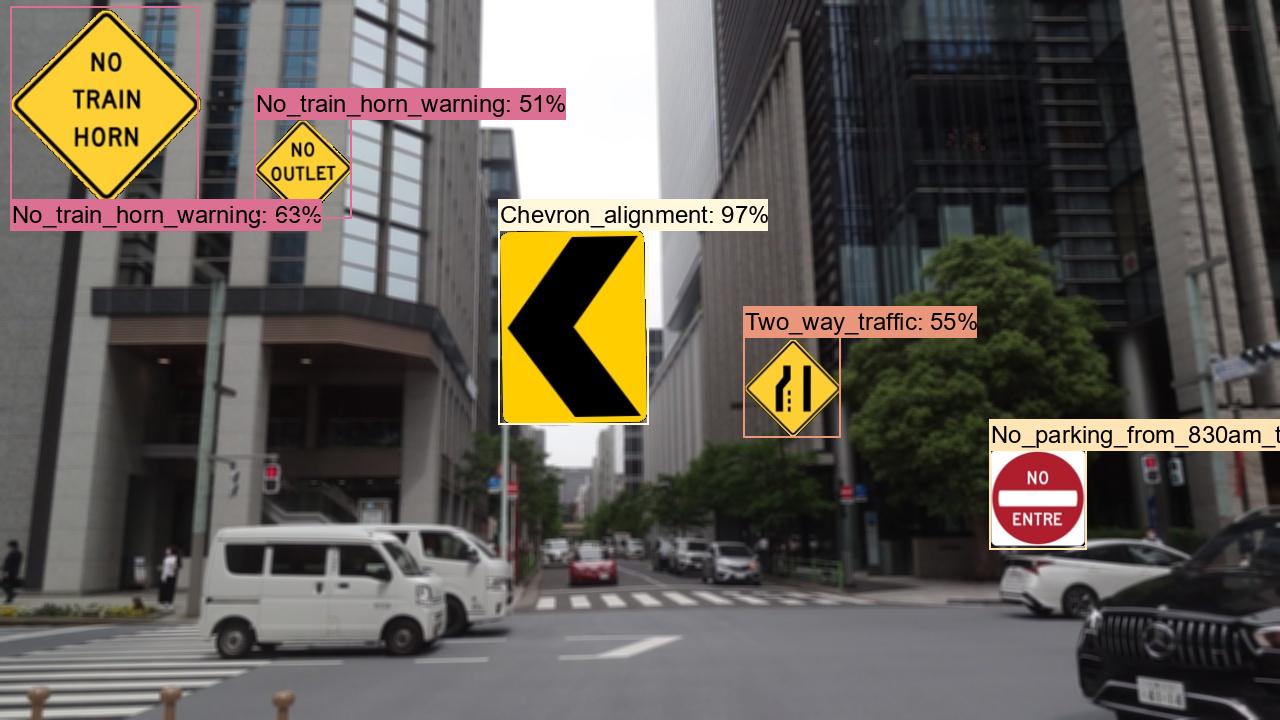 NO
TRAIN
HORN
No_train_horn_warning: 51%
NO
OUTLET
No_train_horn_warning: 63%
Chevron_alignment: 97%
Two_way_traffic: 55%
No_parking_from_830am_t
NO
ENTRE